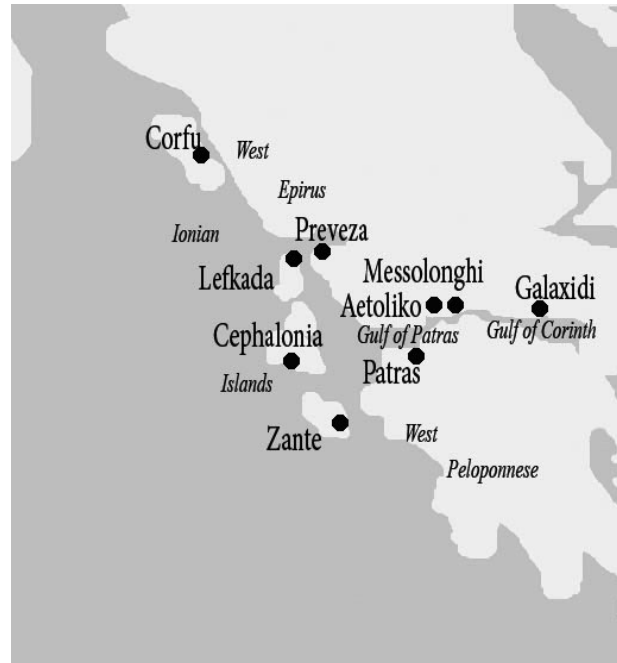 Corfu
West
Epirus
Ionian
Preveza
Lefkada
Messolonghi
Aetoliko
Galaxidi
Gulf of Patras
Gulf of Corinth
Cephalonia
Patras
Islands
Zante
West
Peloponnese